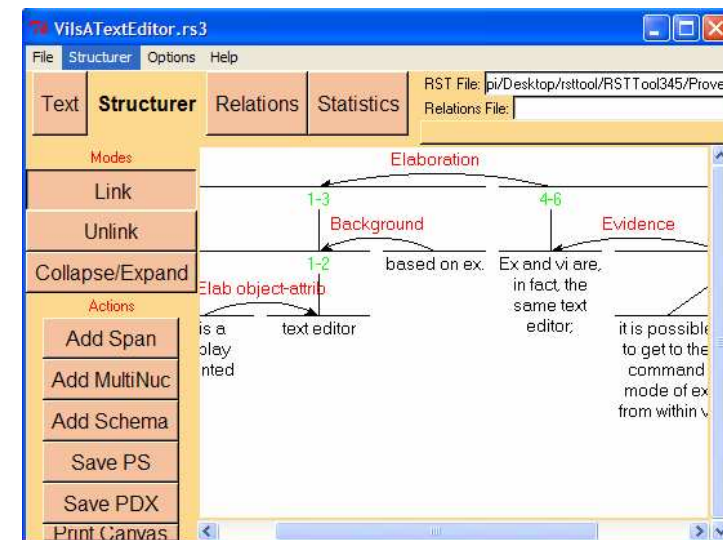 VilsATextEditor.rs3
File Structurer Options Help
Text Structurer Relations Statistics
RST File: pi/Desktop/rsttool/RSTTool345/Prove
Relations File:
Modes
Link
Unlink
Collapse/Expand
Actions
Add Span
Add MultiNuc
Add Schema
Save PS
Save PDX
Print Canvas
Elaboration
1-3 4-6
Background Evidence
1-2 based on ex. Ex and vi are,
in fact, the
same text
editor;
Elab object-attrib
is a
play
nted
text editor
it is possible
to get to the
command
mode of ex
from within v